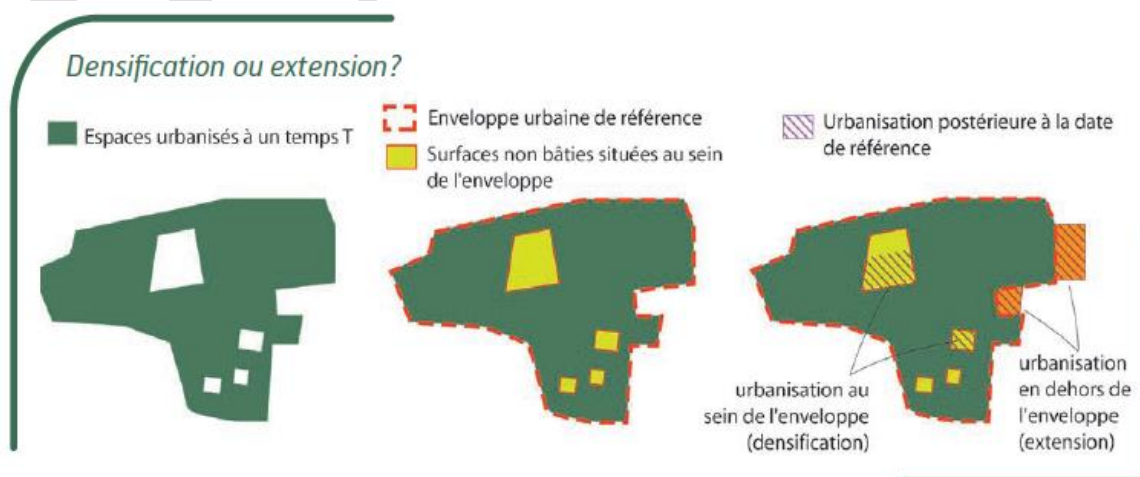 Densification ou extension?
Espaces urbanisés à un temps T
Enveloppe urbaine de référence
Surfaces non bâties situées au sein
de l'enveloppe
Urbanisation postérieure à la date
de référence
urbanisation au
sein de l'enveloppe
(densification)
urbanisation
en dehors de
l'enveloppe
(extension)